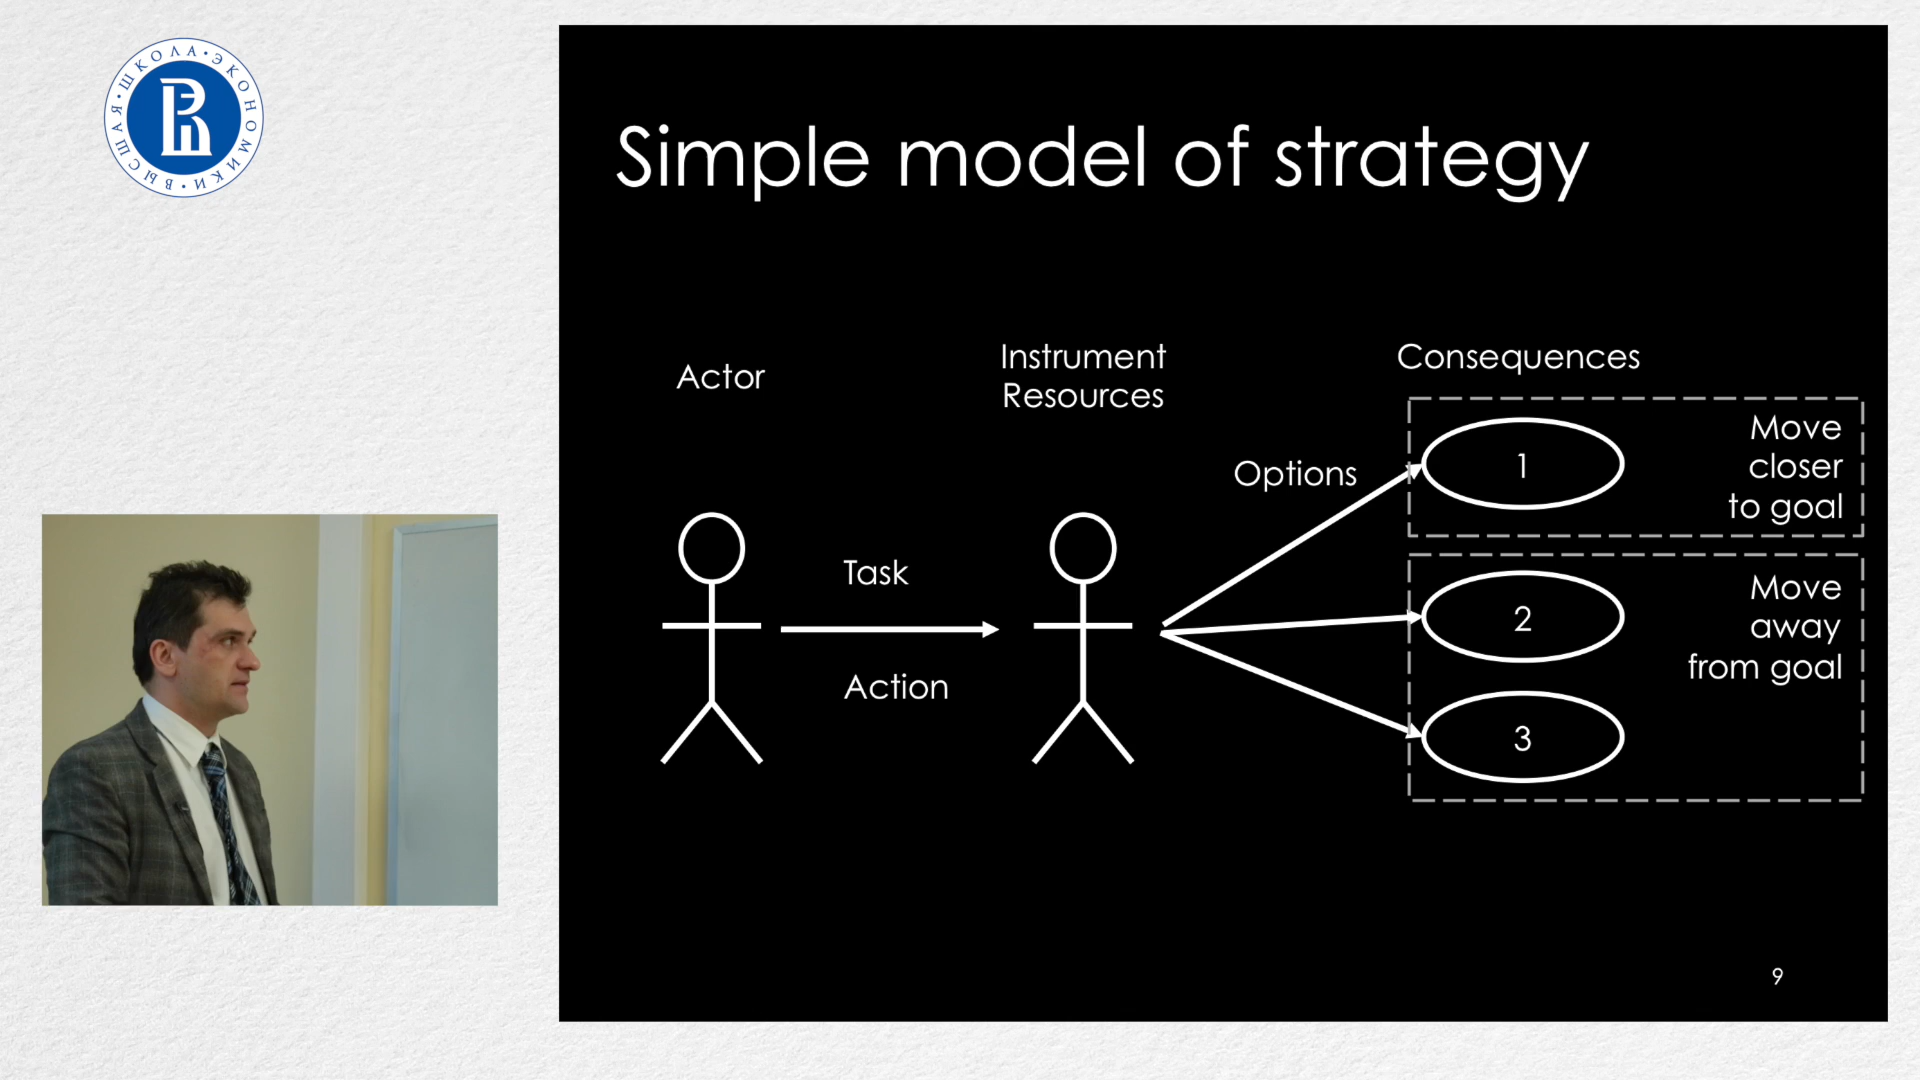 ВЫСШАЯ • ШКОЛА • ЭКОНОМИКИ •
Simple model of strategy
Actor
Instrument
Resources
Consequences
Options
Task
Action
1
Move
closer
to goal
2
Move
away
from goal
3
9